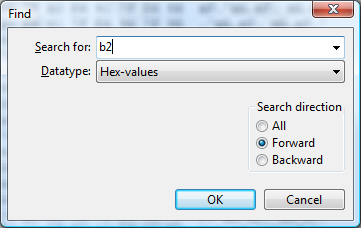 Find
Search for: b2
Datatype: Hex-values
Search direction
All
Forward
Backward
OK Cancel